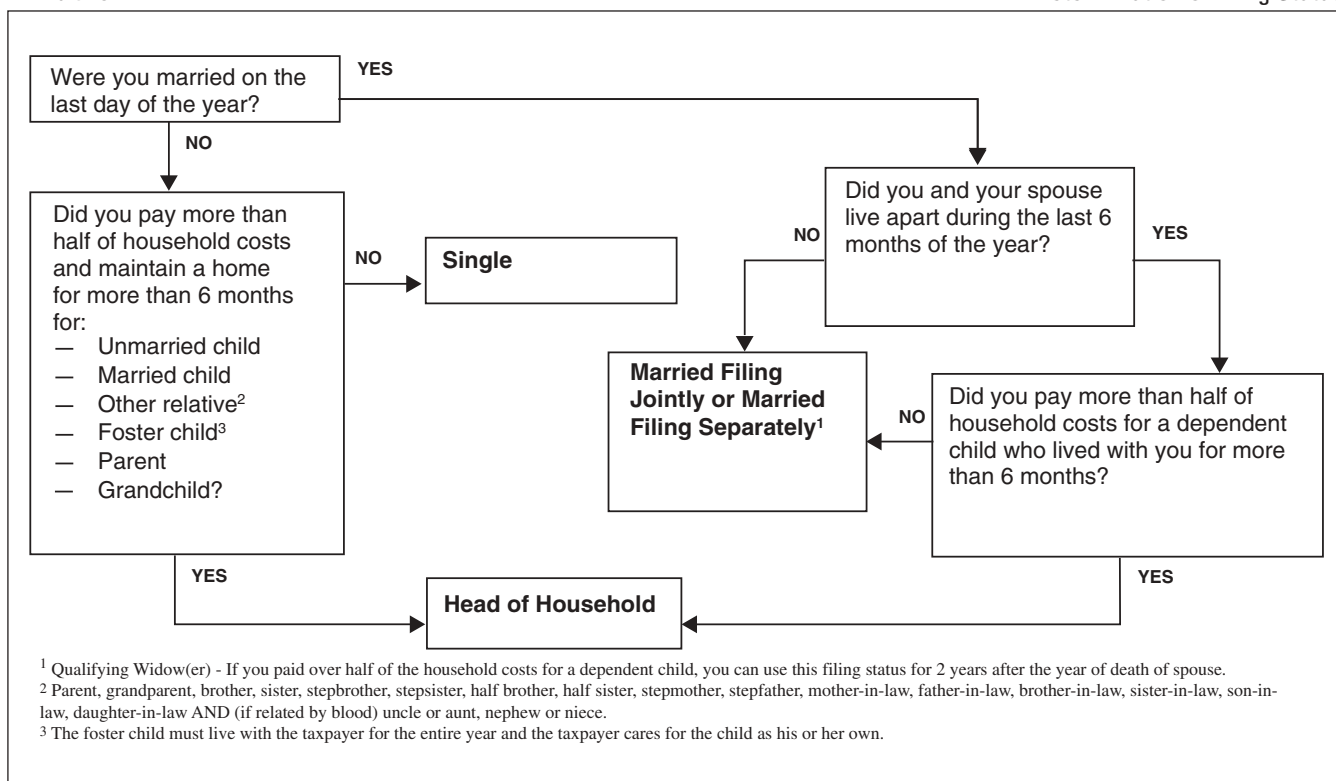 Were you married on the
last day of the year?
YES
NO
Did you pay more than
half of household costs
and maintain a home
for more than 6 months
for:
— Unmarried child
— Married child
— Other relative²
— Foster child³
— Parent
— Grandchild?
NO
Single
Did you and your spouse
live apart during the last 6
months of the year?
NO
YES
Married Filing
Jointly or Married
Filing Separately¹
NO
Did you pay more than half of
household costs for a dependent
child who lived with you for more
than 6 months?
YES
YES
Head of Household
¹ Qualifying Widow(er) - If you paid over half of the household costs for a dependent child, you can use this filing status for 2 years after the year of death of spouse.
² Parent, grandparent, brother, sister, stepbrother, stepsister, half brother, half sister, stepmother, stepfather, mother-in-law, father-in-law, brother-in-law, sister-in-law, son-in-
law, daughter-in-law AND (if related by blood) uncle or aunt, nephew or niece.
³ The foster child must live with the taxpayer for the entire year and the taxpayer cares for the child as his or her own.